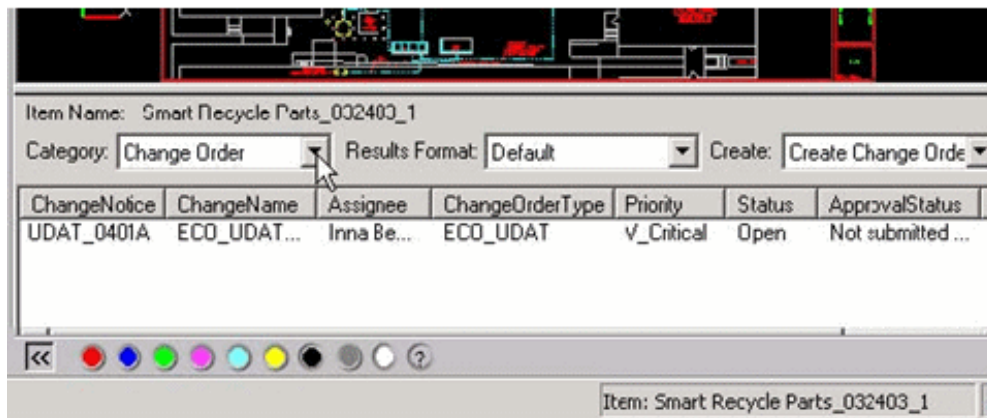 Item Name: Smart Recycle Parts_032403_1
Category: Change Order Results Format: Default Create: Create Change Orde
ChangeNotice ChangeName Assignee ChangeOrderType Priority Status ApprovalStatus
UDAT_0401A ECO_UDAT... Inna Be... ECO_UDAT V_Critical Open Not submitted ...
<<
?
Item: Smart Recycle Parts_032403_1